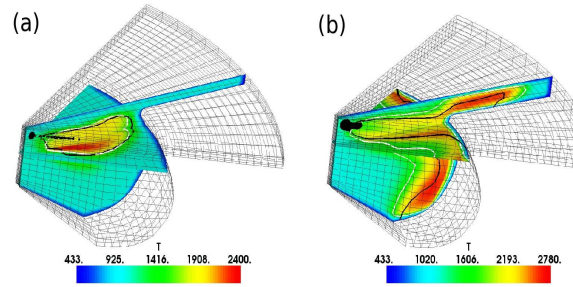 (a)
(b)
T
433. 925. 1416. 1908. 2400.
T
433. 1020. 1606. 2193. 2780.